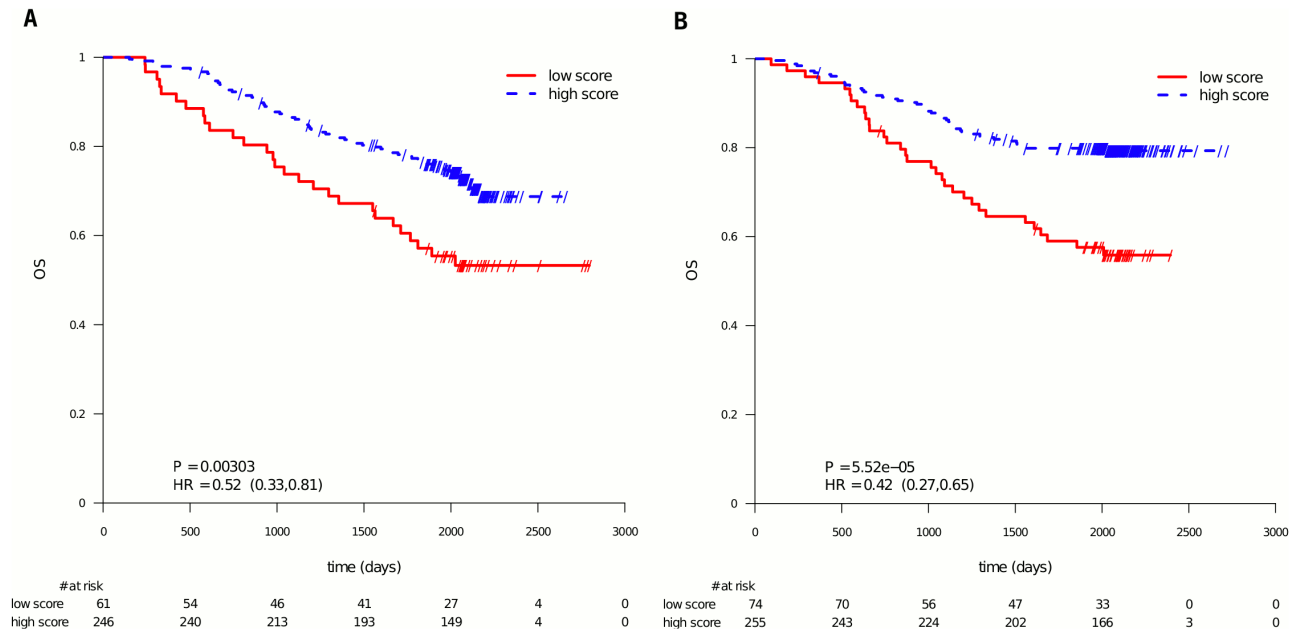 A
1
0.8
0.6
0.4
0.2
0
OS
low score
high score
P = 0.00303
HR = 0.52 (0.33,0.81)
0 500 1000 1500 2000 2500 3000
time (days)
# at risk
low score 61 54 46 41 27 4 0
high score 246 240 213 193 149 4 0
B
1
0.8
0.6
0.4
0.2
0
OS
low score
high score
P = 5.52e−05
HR = 0.42 (0.27,0.65)
0 500 1000 1500 2000 2500 3000
time (days)
# at risk
low score 74 70 56 47 33 0 0
high score 255 243 224 202 166 3 0